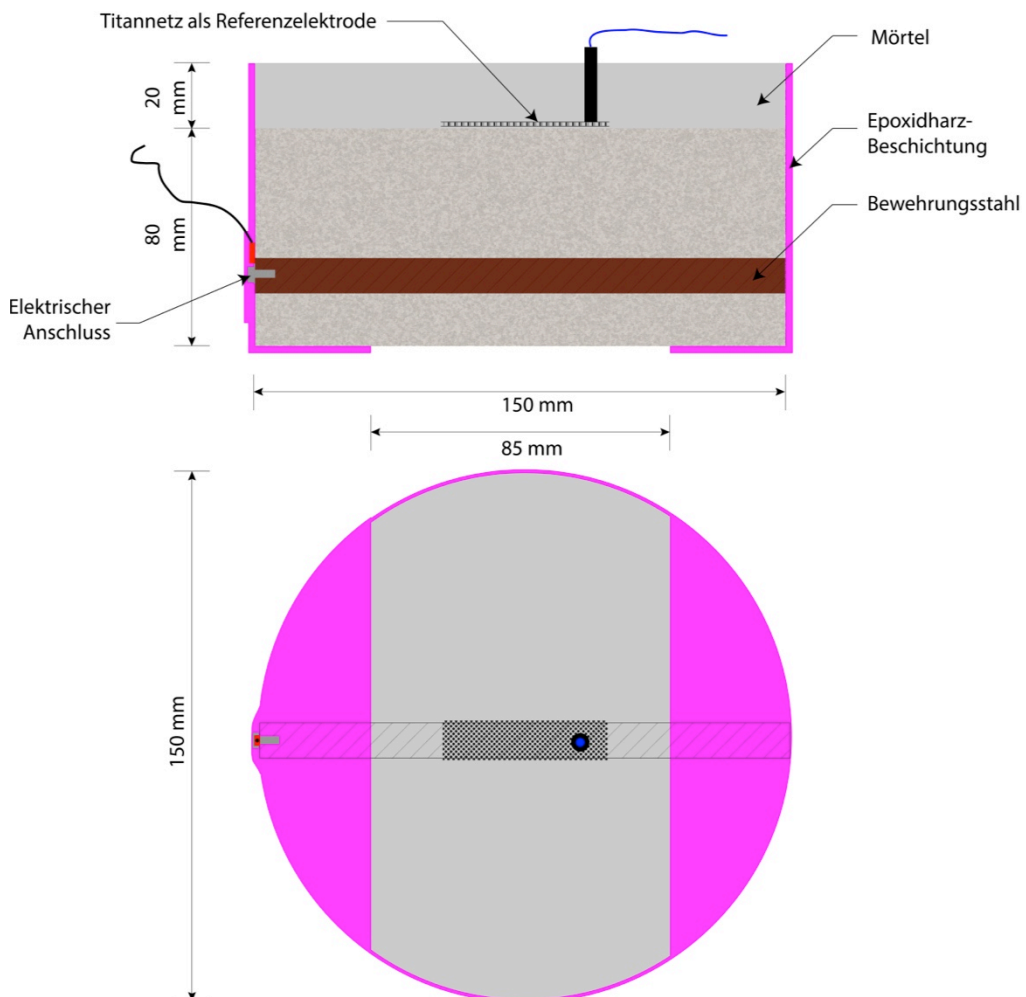 Titannetz als Referenzelektrode
Mörtel
20
mm
Epoxidharz-
Beschichtung
80
mm
Bewehrungsstahl
Elektrischer
Anschluss
150 mm
85 mm
150 mm